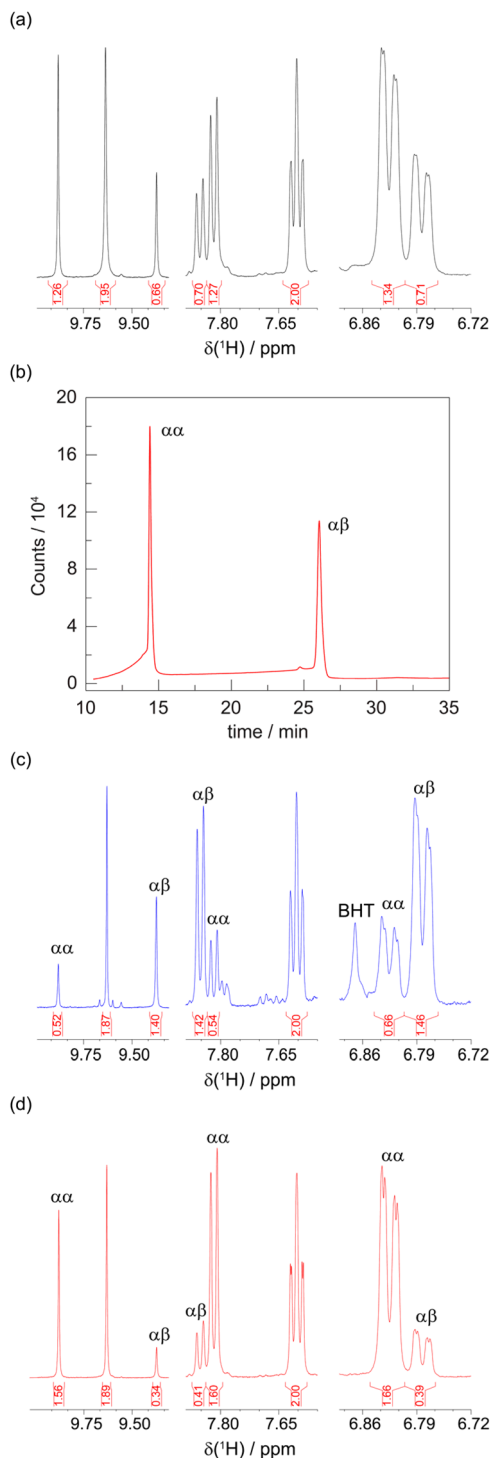 (a)
1.26
1.95
0.66
0.70
1.27
2.00
1.34
0.71
9.75 9.50 7.80 7.65 6.86 6.79 6.72
δ(¹H) / ppm
(b)
20
16
12
8
4
0
Counts / 10⁴
αα
αβ
10 15 20 25 30 35
time / min
(c)
αα
αβ
αβ
αα
BHT
αα
αβ
0.52
1.87
1.40
1.42
0.54
2.00
0.66
1.46
9.75 9.50 7.80 7.65 6.86 6.79 6.72
δ(¹H) / ppm
(d)
αα
αβ
αβ
αα
αα
αβ
1.56
1.89
0.34
0.41
1.60
2.00
1.66
0.39
9.75 9.50 7.80 7.65 6.86 6.79 6.72
δ(¹H) / ppm